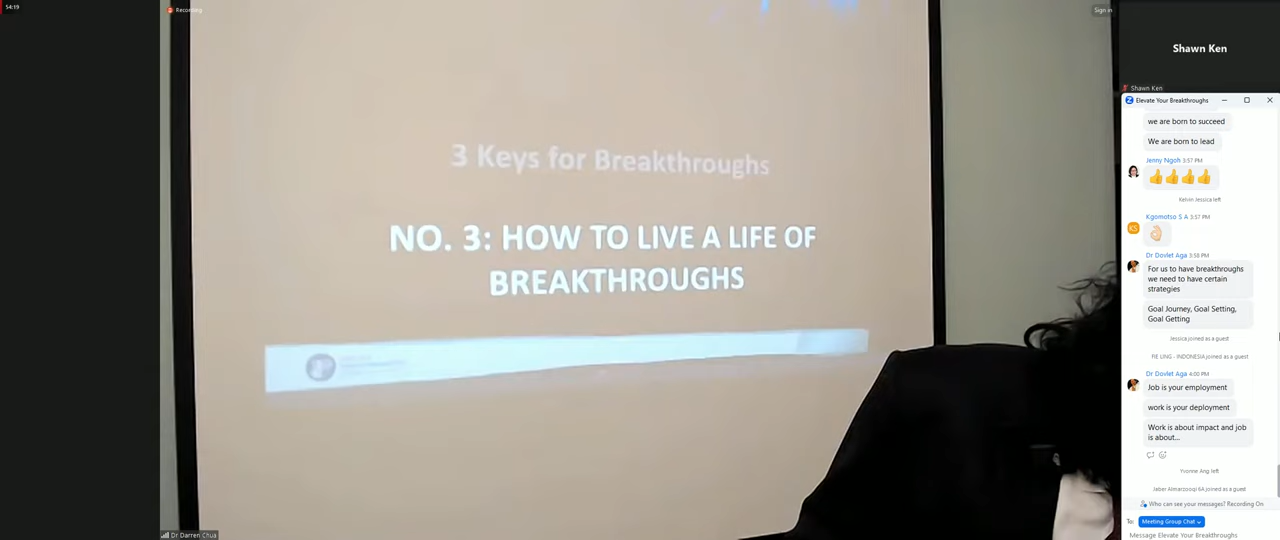 54:19
Recording
Sign in
3 Keys for Breakthroughs
NO. 3: HOW TO LIVE A LIFE OF
BREAKTHROUGHS
Dr Darren Chua
Shawn Ken
Shawn Ken
Elevate Your Breakthroughs
we are born to succeed
We are born to lead
Jenny Ngoh 3:57 PM
👍👍👍👍
Kelvin Jessica left
KS
Kgomotso S A 3:57 PM
👌🏻
Dr Dovlet Aga 3:58 PM
For us to have breakthroughs
we need to have certain
strategies
Goal Journey, Goal Setting,
Goal Getting
Jessica joined as a guest
FIE LING - INDONESIA joined as a guest
Dr Dovlet Aga 4:00 PM
Job is your employment
work is your deployment
Work is about impact and job
is about...
Yvonne Ang left
Jaber Almarzooqi 6A joined as a guest
Who can see your messages? Recording On
To: Meeting Group Chat
Message Elevate Your Breakthroughs